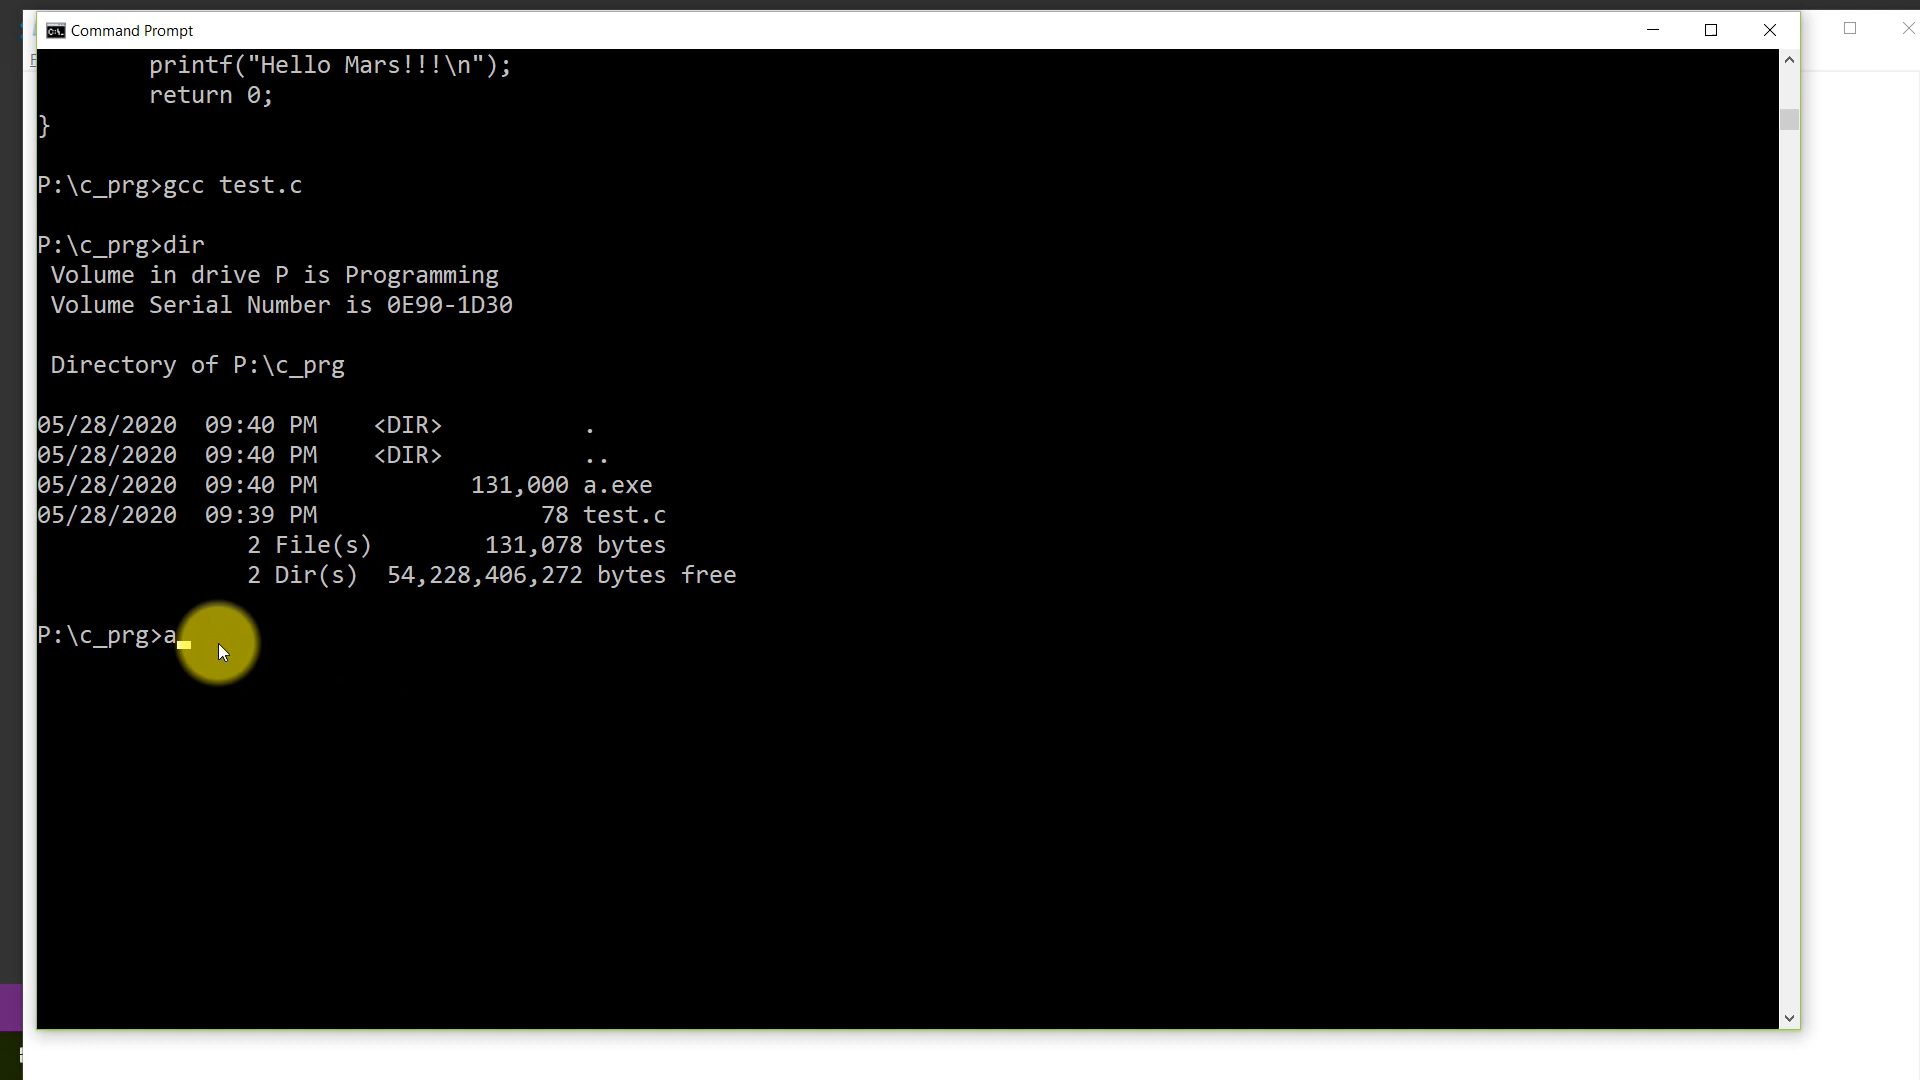 Command Prompt
        printf("Hello Mars!!!\n");
        return 0;
}
P:\c_prg>gcc test.c
P:\c_prg>dir
 Volume in drive P is Programming
 Volume Serial Number is 0E90-1D30
 Directory of P:\c_prg
05/28/2020  09:40 PM    <DIR>          .
05/28/2020  09:40 PM    <DIR>          ..
05/28/2020  09:40 PM           131,000 a.exe
05/28/2020  09:39 PM                78 test.c
               2 File(s)        131,078 bytes
               2 Dir(s)  54,228,406,272 bytes free
P:\c_prg>a